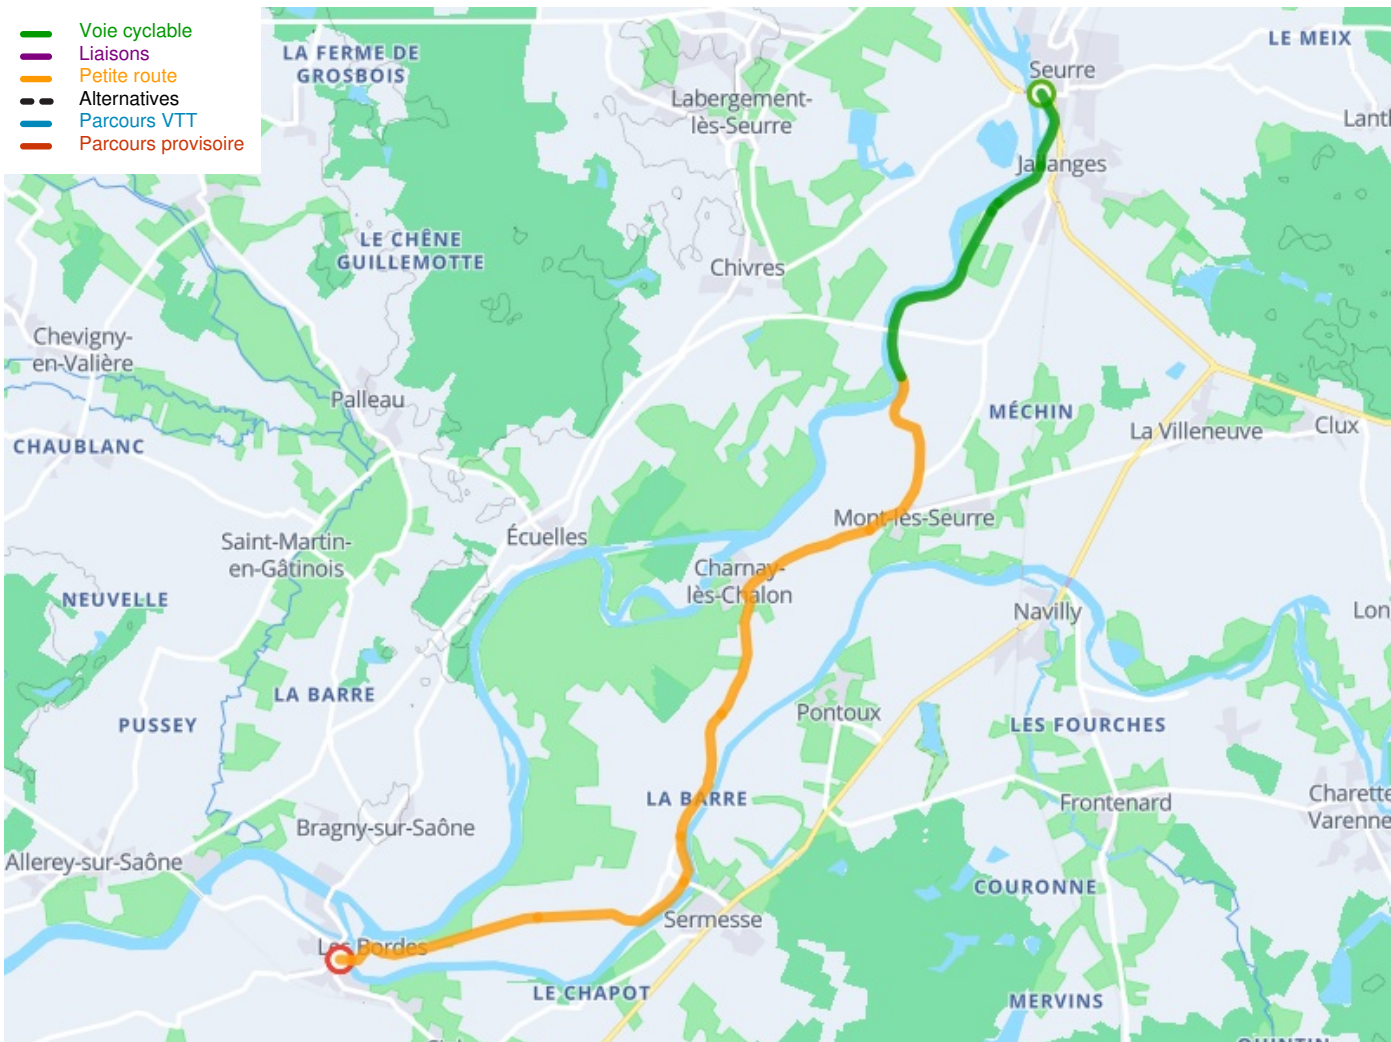 Voie cyclable
Liaisons
Petite route
Alternatives
Parcours VTT
Parcours provisoire
LA FERME DE
GROSBOIS
LE MEIX
Seurre
Labergement-
lès-Seurre
Jallanges
LE CHÊNE
GUILLEMOTTE
Chivres
Chevigny-
en-Valière
Palleau
MÉCHIN
La Villeneuve
Clux
CHAUBLANC
Mont-lès-Seurre
Écuelles
Saint-Martin-
en-Gâtinois
Charnay-
lès-Chalon
NEUVELLE
Navilly
Lon
LA BARRE
PUSSEY
Pontoux
LES FOURCHES
LA BARRE
Frontenard
Charette
Varenne
Bragny-sur-Saône
Allerey-sur-Saône
COURONNE
Sermesse
Les Bordes
LE CHAPOT
MERVINS